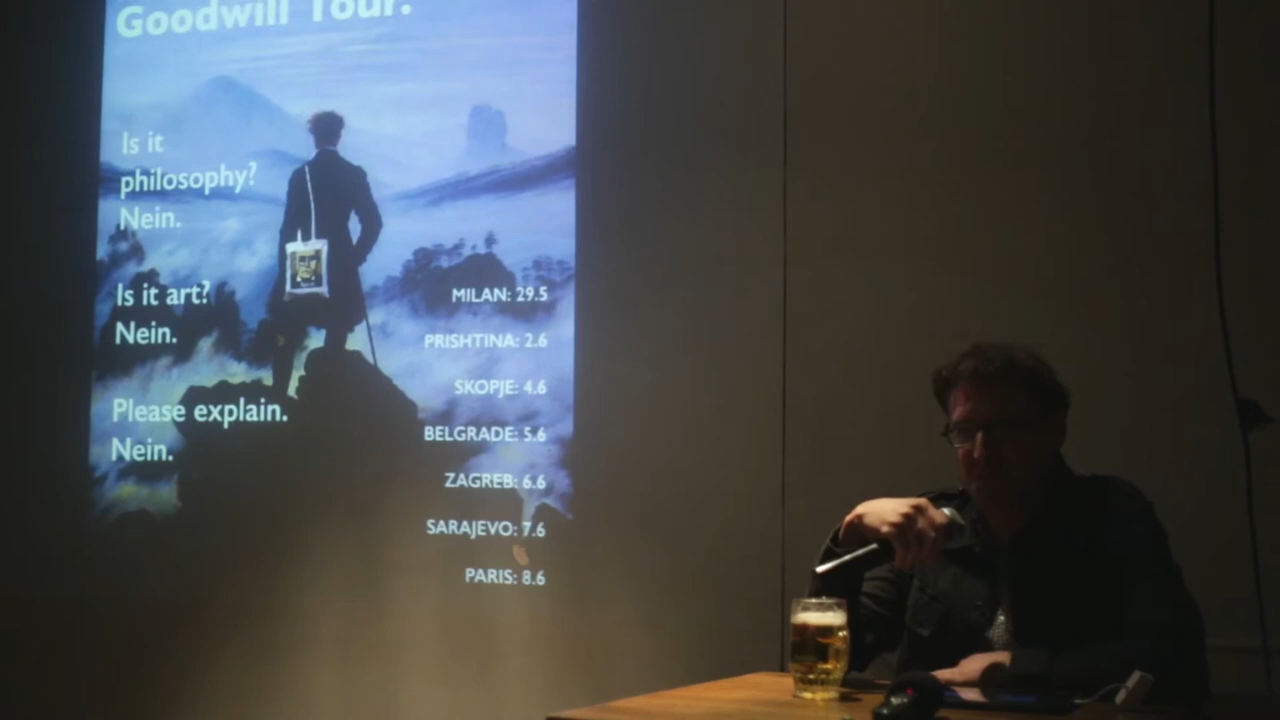 Goodwill Tour.
Is it
philosophy?
Nein.
Is it art?
Nein.
Please explain.
Nein.
MILAN: 29.5
PRISHTINA: 2.6
SKOPJE: 4.6
BELGRADE: 5.6
ZAGREB: 6.6
SARAJEVO: 7.6
PARIS: 8.6